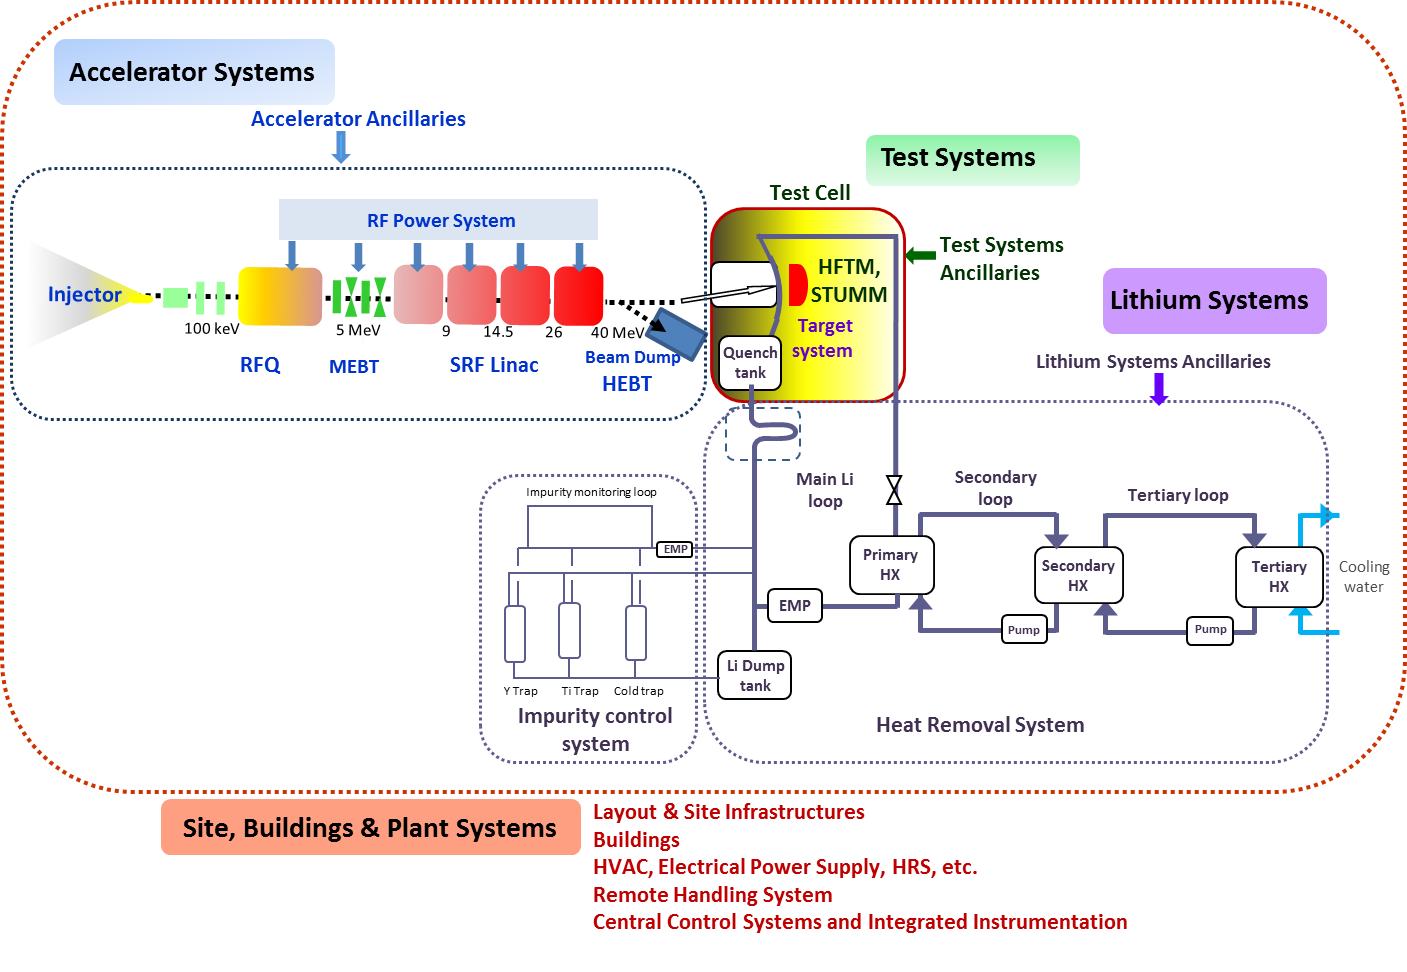 Accelerator Systems
Accelerator Ancillaries
RF Power System
Injector
100 keV
5 MeV
9
14.5
26
40 MeV
RFQ
MEBT
SRF Linac
Beam Dump
HEBT
Test Systems
Test Cell
HFTM,
STUMM
Target
system
Quench
tank
Test Systems
Ancillaries
Lithium Systems
Lithium Systems Ancillaries
Main Li
loop
Secondary
loop
Tertiary loop
Primary
HX
Secondary
HX
Tertiary
HX
Cooling
water
EMP
Pump
Pump
Li Dump
tank
Heat Removal System
Impurity monitoring loop
EMP
Y Trap
Ti Trap
Cold trap
Impurity control
system
Site, Buildings & Plant Systems
Layout & Site Infrastructures
Buildings
HVAC, Electrical Power Supply, HRS, etc.
Remote Handling System
Central Control Systems and Integrated Instrumentation